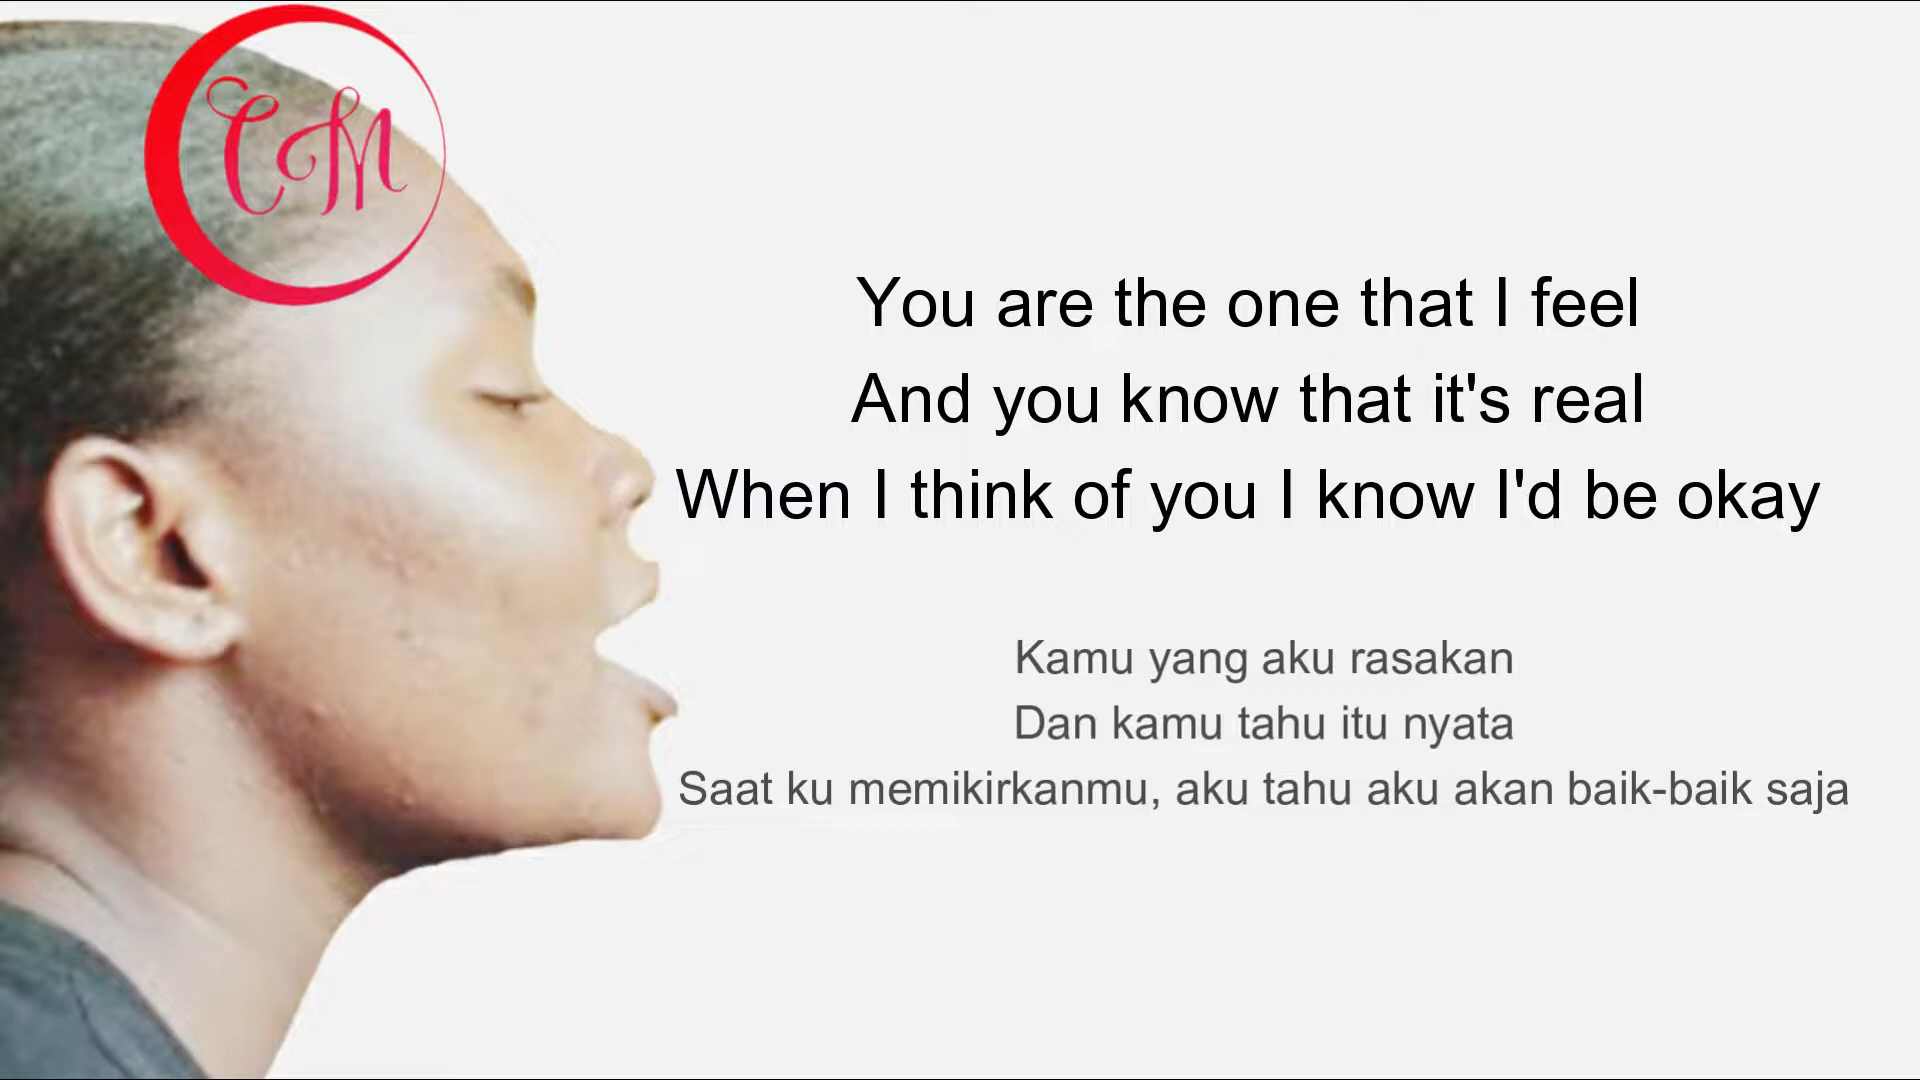 CM
You are the one that I feel
And you know that it's real
When I think of you I know I'd be okay
Kamu yang aku rasakan
Dan kamu tahu itu nyata
Saat ku memikirkanmu, aku tahu aku akan baik-baik saja